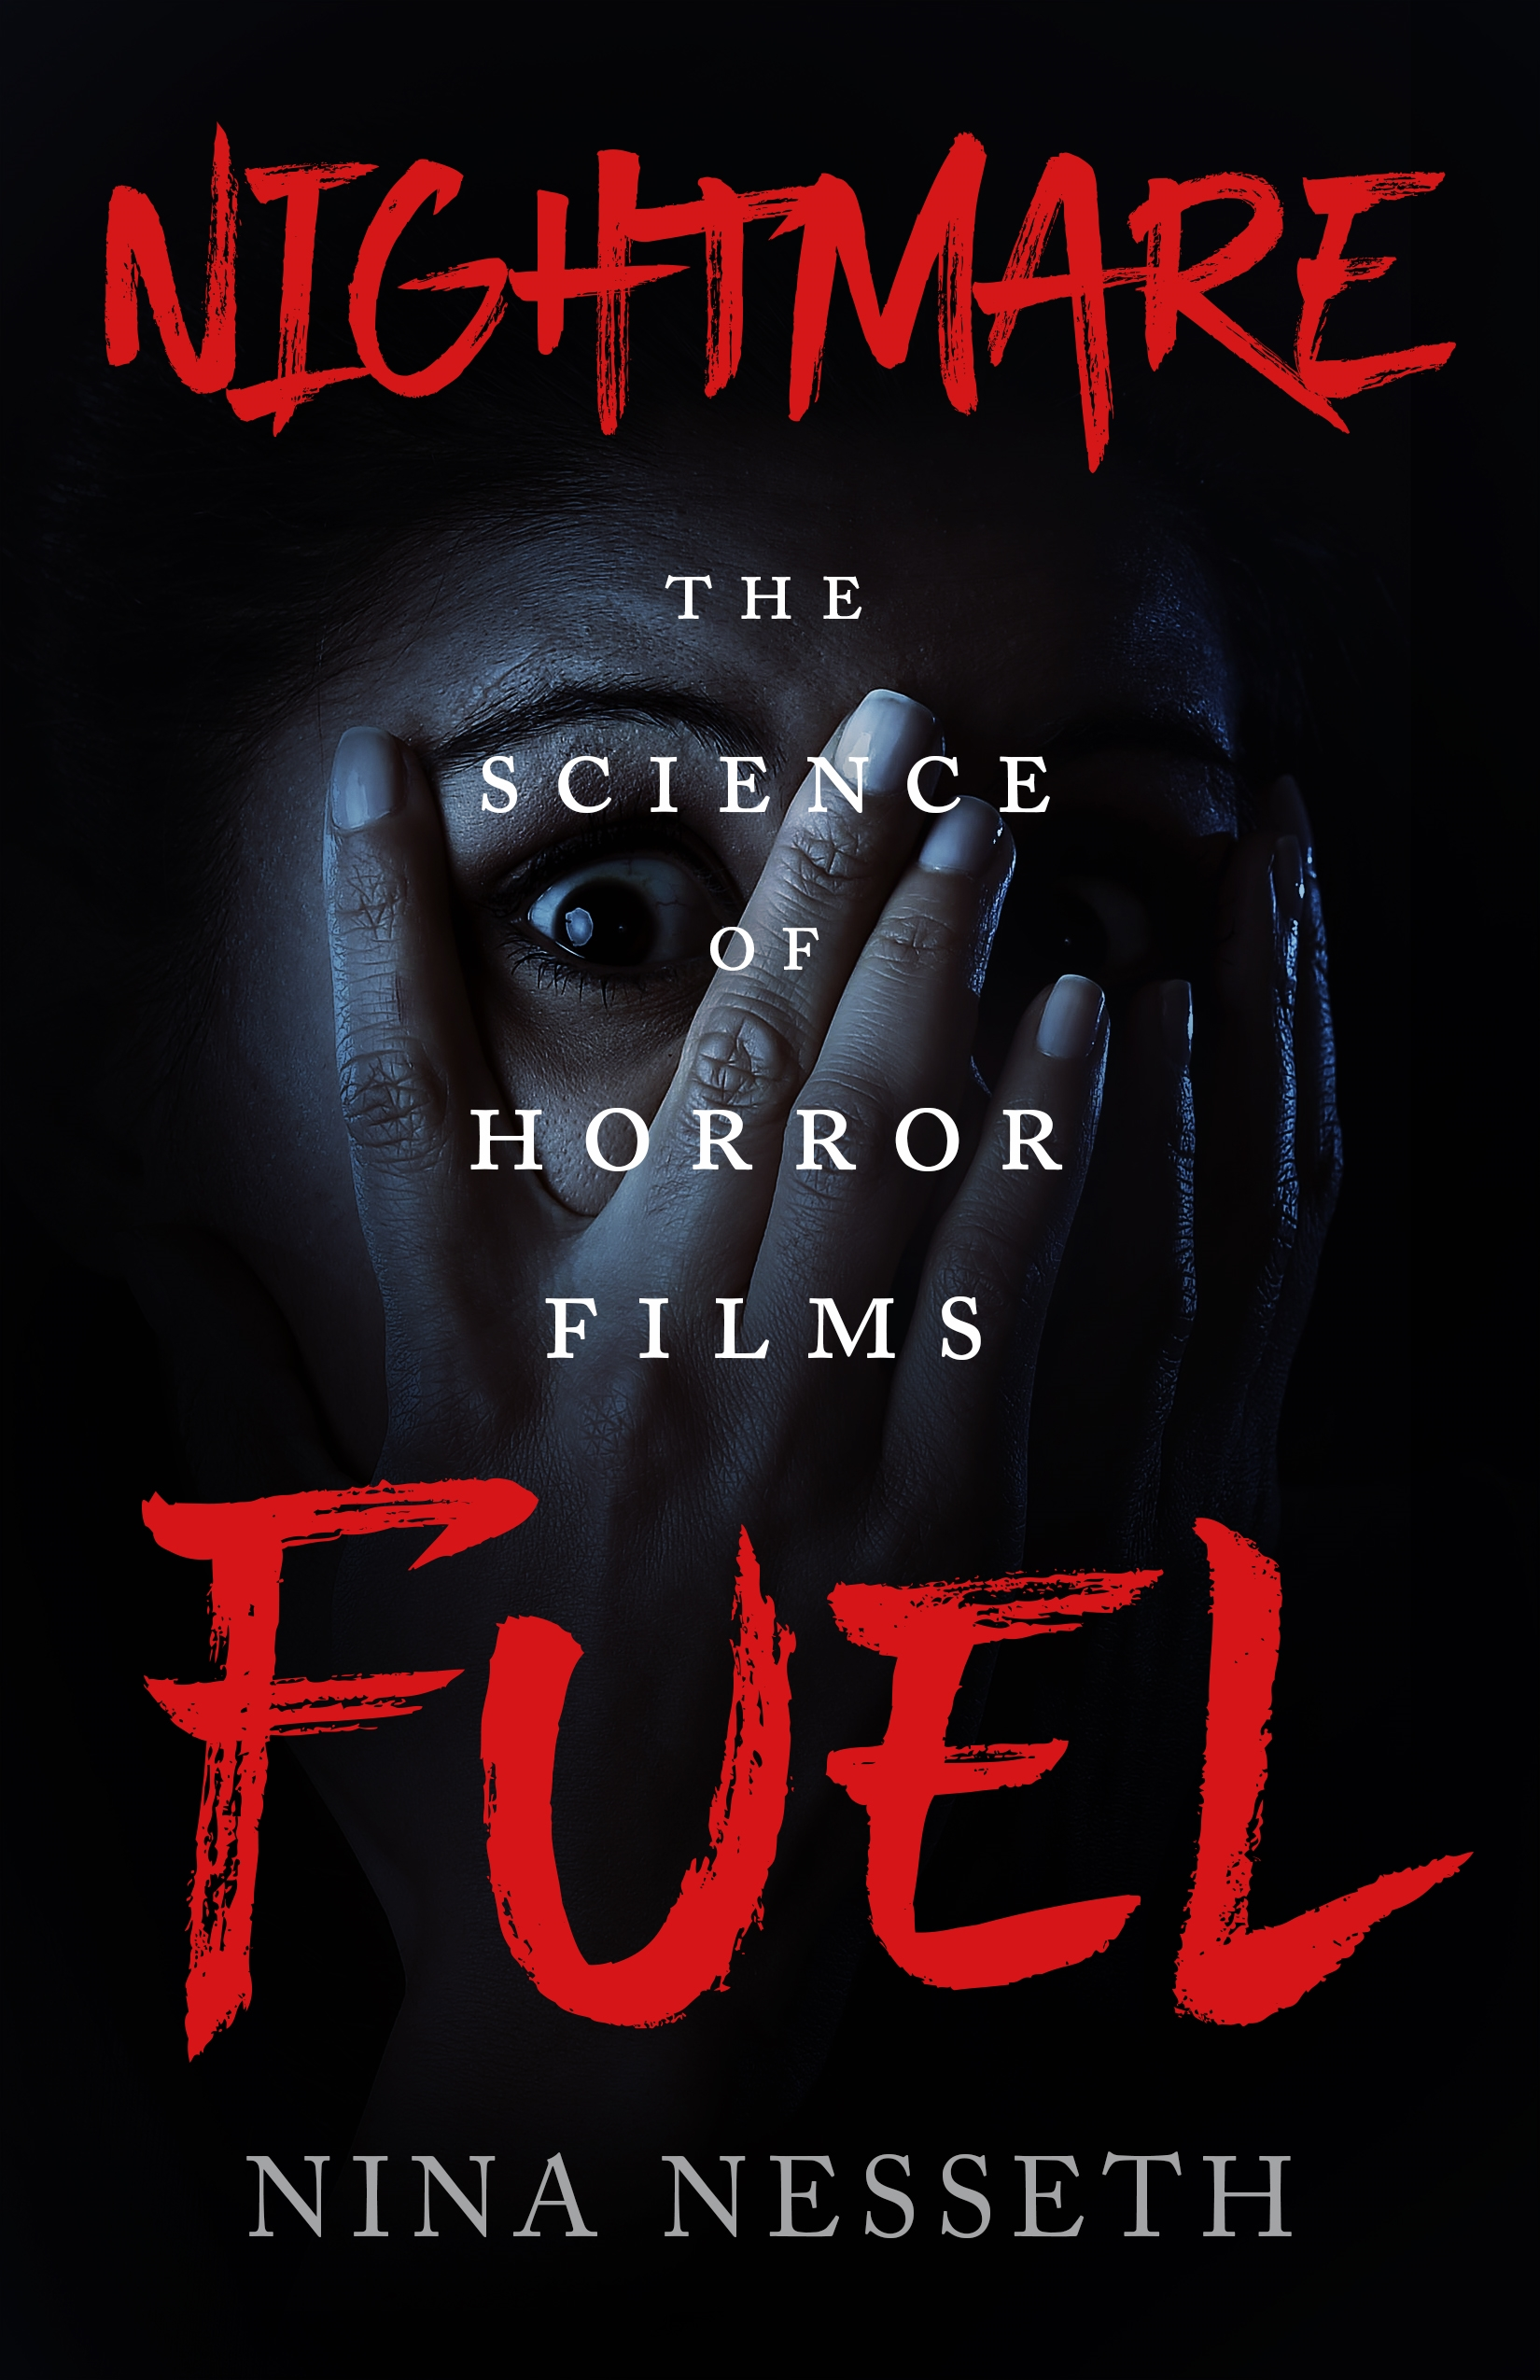 NIGHTMARE
THE
SCIENCE
OF
HORROR
FILMS
FUEL
NINA NESSETH